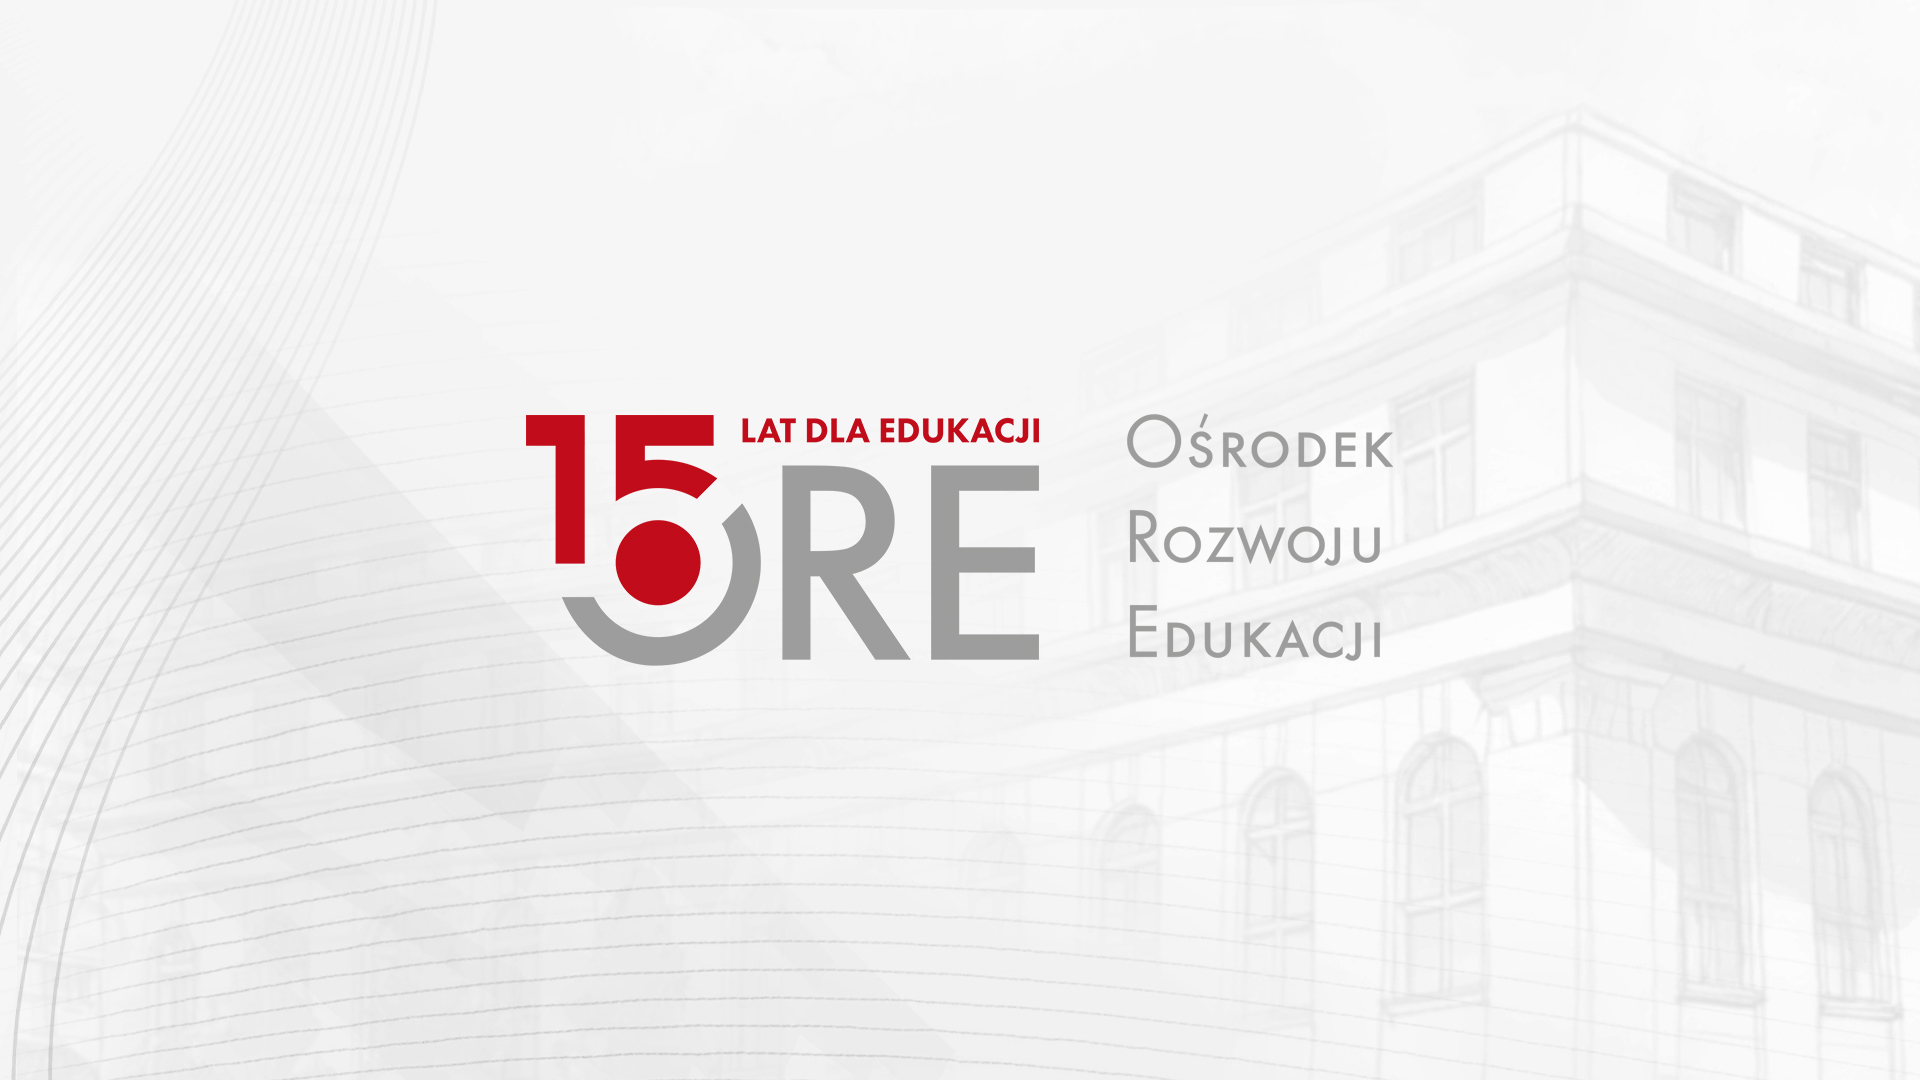 15 LAT DLA EDUKACJI
ORE
Ośrodek
Rozwoju
Edukacji